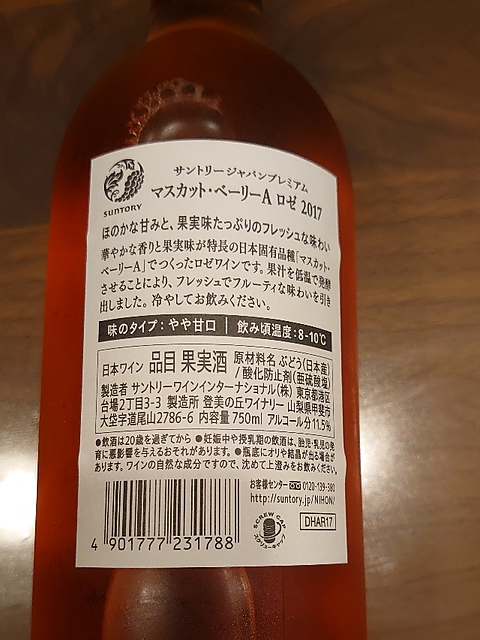 SUNTORY
サントリージャパンプレミアム
マスカット・ベーリーA ロゼ 2017
ほのかな甘みと、果実味たっぷりのフレッシュな味わい
華やかな香りと果実味が特長の日本固有品種「マスカット・
ベーリーA」でつくったロゼワインです。果汁を低温で発酵
させることにより、フレッシュでフルーティな味わいを引き
出しました。冷やしてお飲みください。
味のタイプ:やや甘口 | 飲み頃温度:8-10℃
日本ワイン 品目 果実酒 原材料名 ぶどう(日本産)
/酸化防止剤(亜硫酸塩)
製造者 サントリーワインインターナショナル(株) 東京都港区
台場2丁目3-3 製造所 登美の丘ワイナリー 山梨県甲斐市
大垈字道尾山2786-6 内容量 750ml アルコール分 11.5%
●飲酒は20歳を過ぎてから ●妊娠中や授乳期の飲酒は、胎児・乳児の発
育に悪影響を与えるおそれがあります。●瓶底にオリや結晶が出る場合が
あります。ワインの自然な成分ですので、沈めて上澄みをお飲みください。
お客様センター 0120-139-380
http://suntory.jp/NIHON/
SCREW CAP
スクリューキャップ
DHAR17
4 901777 231788